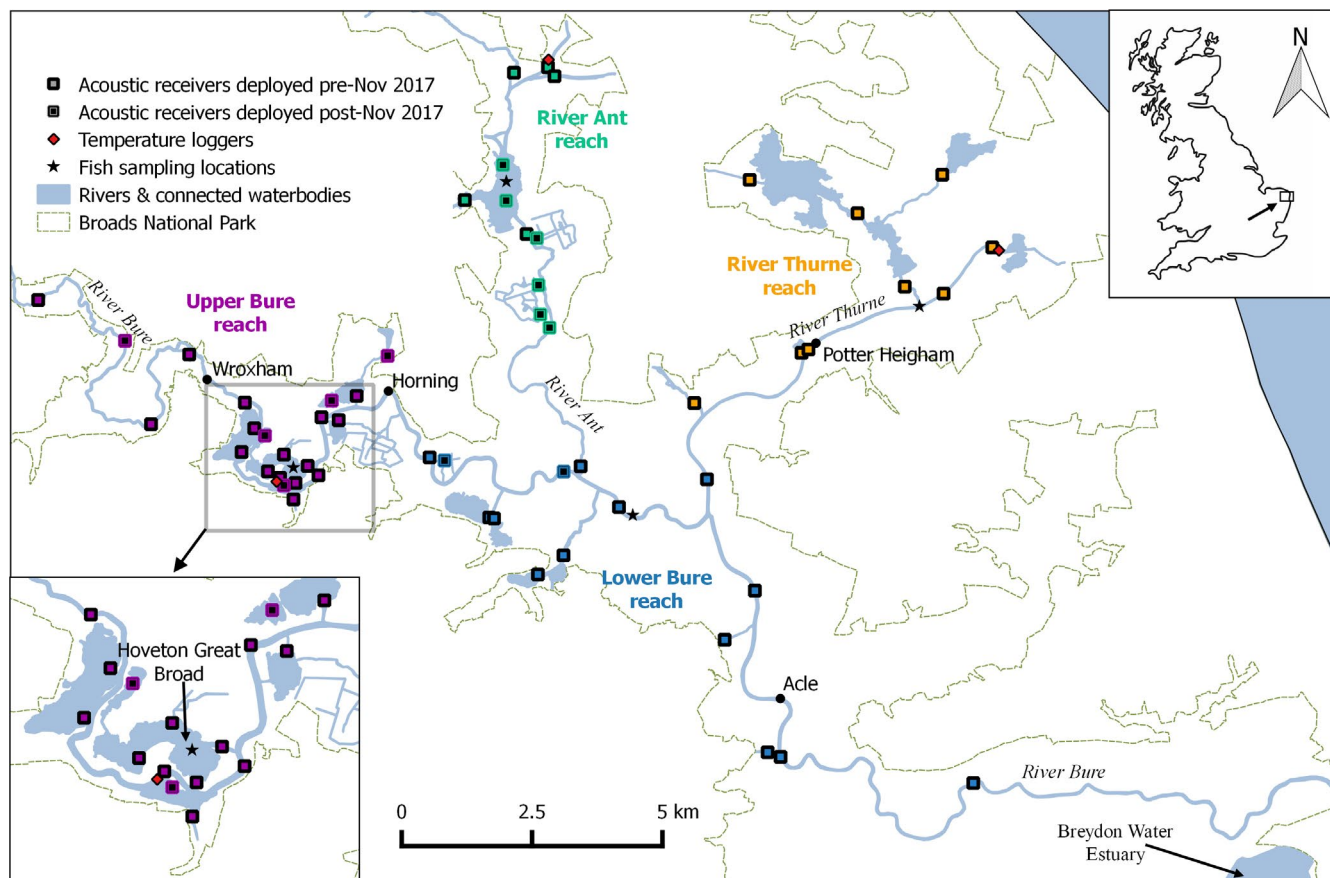 Acoustic receivers deployed pre-Nov 2017
Acoustic receivers deployed post-Nov 2017
Temperature loggers
Fish sampling locations
Rivers & connected waterbodies
Broads National Park
River Ant
reach
River Thurne
reach
Upper Bure
reach
River Bure
Wroxham
Horning
River Ant
River Thurne
Potter Heigham
Lower Bure
reach
Acle
River Bure
Breydon Water
Estuary
Hoveton Great
Broad
0
2.5
5 km
N